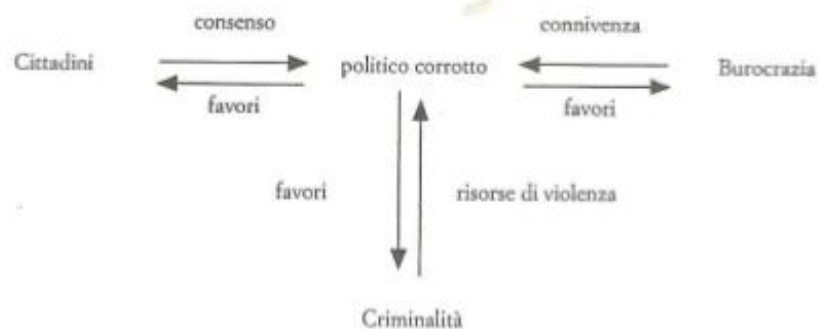 consenso
connivenza
Cittadini
politico corrotto
Burocrazia
favori
favori
favori
risorse di violenza
Criminalità